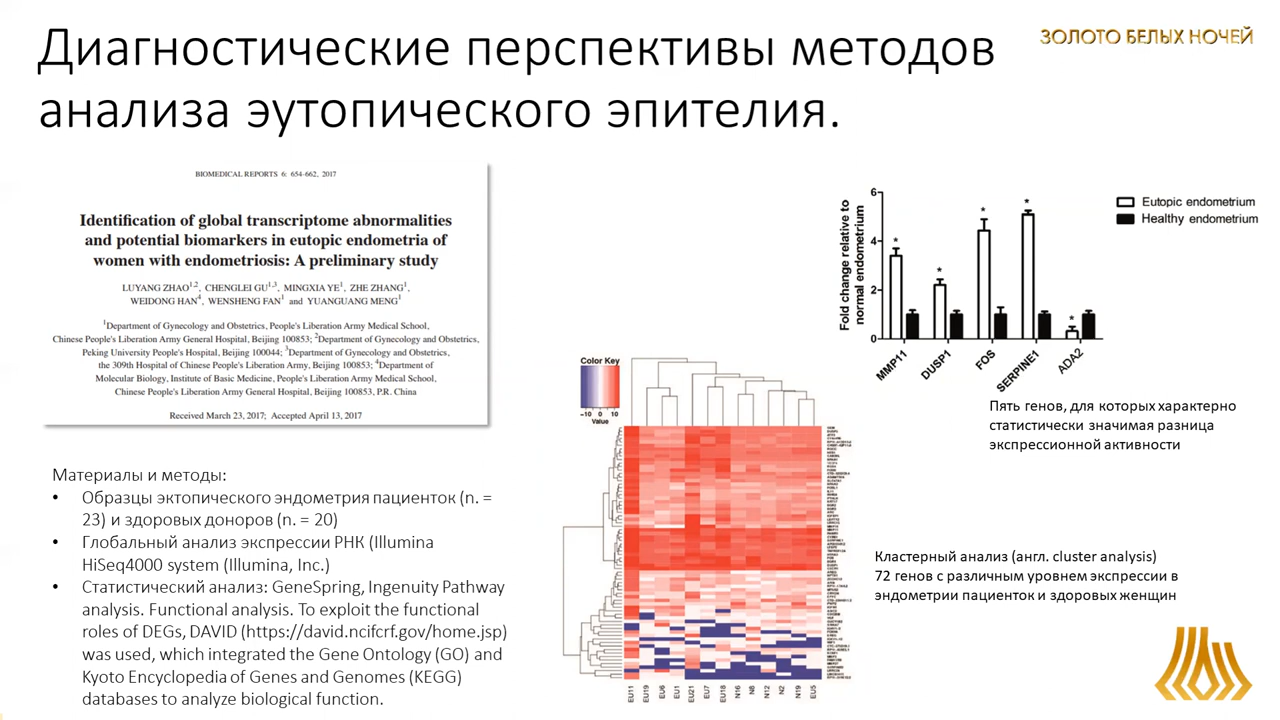 Диагностические перспективы методов
анализа эутопического эпителия.
ЗОЛОТО БЕЛЫХ НОЧЕЙ
BIOMEDICAL REPORTS 6: 654-662, 2017
Identification of global transcriptome abnormalities
and potential biomarkers in eutopic endometria of
women with endometriosis: A preliminary study
LUYANG ZHAO1,2, CHENGLEI GU1,3, MINGXIA YE1, ZHE ZHANG1,
WEIDONG HAN4, WENSHENG FAN1 and YUANGUANG MENG1
1Department of Gynecology and Obstetrics, People's Liberation Army Medical School,
Chinese People's Liberation Army General Hospital, Beijing 100853; 2Department of Gynecology and Obstetrics,
Peking University People's Hospital, Beijing 100044; 3Department of Gynecology and Obstetrics,
the 309th Hospital of Chinese People's Liberation Army, Beijing 100853; 4Department of
Molecular Biology, Institute of Basic Medicine, People's Liberation Army Medical School,
Chinese People's Liberation Army General Hospital, Beijing 100853, P.R. China
Received March 23, 2017; Accepted April 13, 2017
Материалы и методы:
• Образцы эктопического эндометрия пациенток (n. =
23) и здоровых доноров (n. = 20)
• Глобальный анализ экспрессии РНК (Illumina
HiSeq4000 system (Illumina, Inc.)
• Статистический анализ: GeneSpring, Ingenuity Pathway
analysis. Functional analysis. To exploit the functional
roles of DEGs, DAVID (https://david.ncifcrf.gov/home.jsp)
was used, which integrated the Gene Ontology (GO) and
Kyoto Encyclopedia of Genes and Genomes (KEGG)
databases to analyze biological function.
Color Key
-10 0 10
Value
EU11 EU19 EU6 EU1 EU21 EU7 EU18 N16 N8 N12 N2 N19 EU5
Fold change relative to
normal endometrium
6
4
2
0
* * * * *
MMP11 DUSP1 FOS SERPINE1 ADA2
Eutopic endometrium
Healthy endometrium
Пять генов, для которых характерно
статистически значимая разница
экспрессионной активности
Кластерный анализ (англ. cluster analysis)
72 генов с различным уровнем экспрессии в
эндометрии пациенток и здоровых женщин